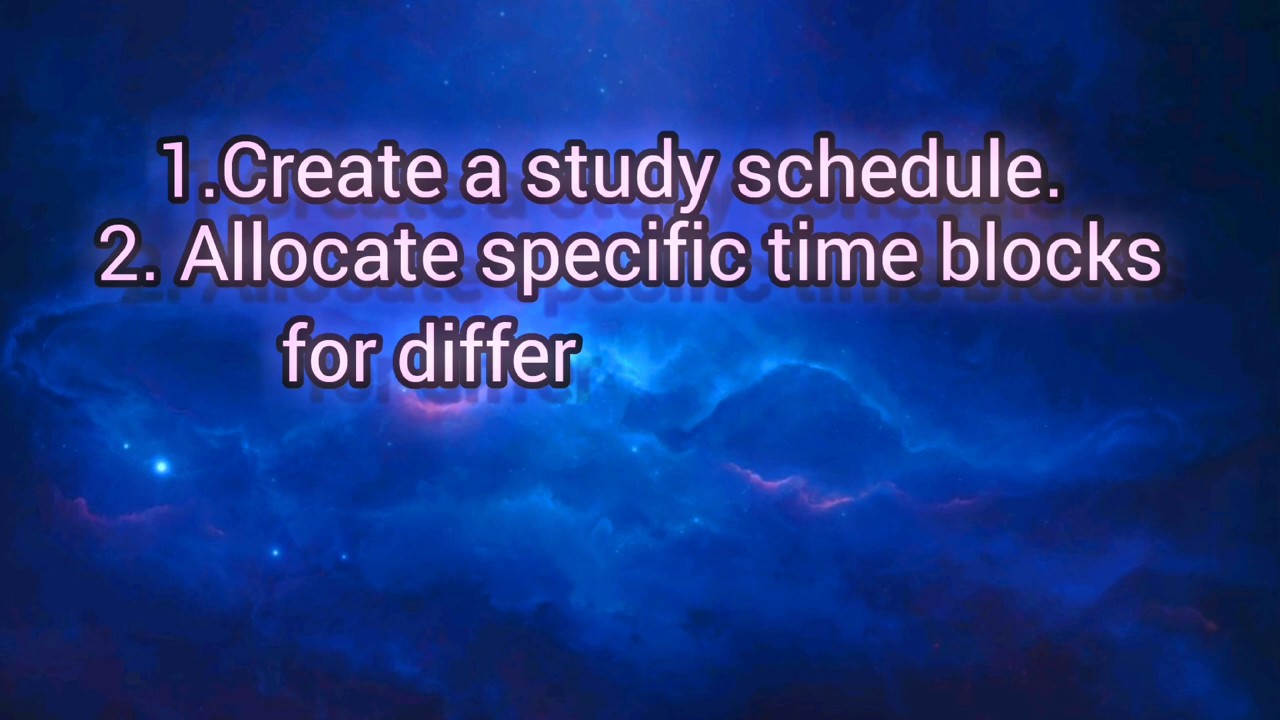 1.Create a study schedule.
2. Allocate specific time blocks
for differ